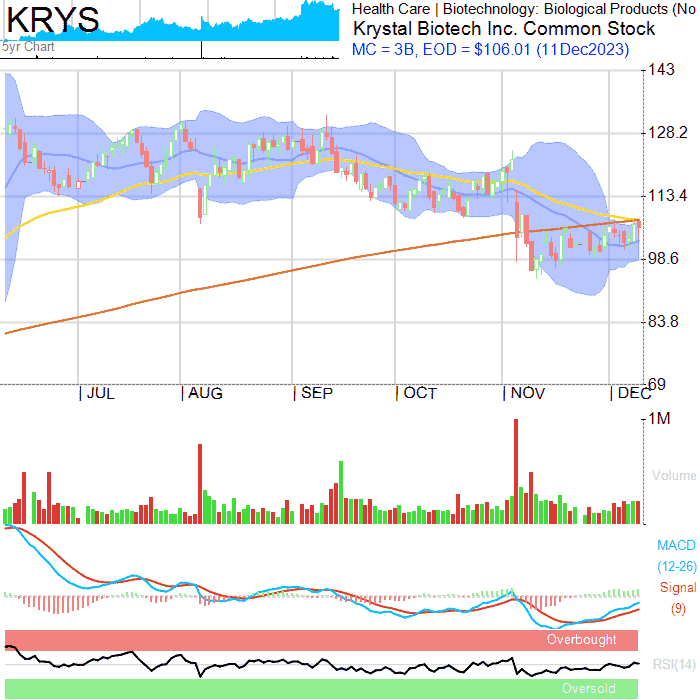 KRYS
5yr Chart
Health Care | Biotechnology: Biological Products (No
Krystal Biotech Inc. Common Stock
MC = 3B, EOD = $106.01 (11Dec2023)
143
128.2
113.4
98.6
83.8
69
JUL AUG SEP OCT NOV DEC
1M
Volume
MACD
(12-26)
Signal
(9)
Overbought
RSI(14)
Oversold